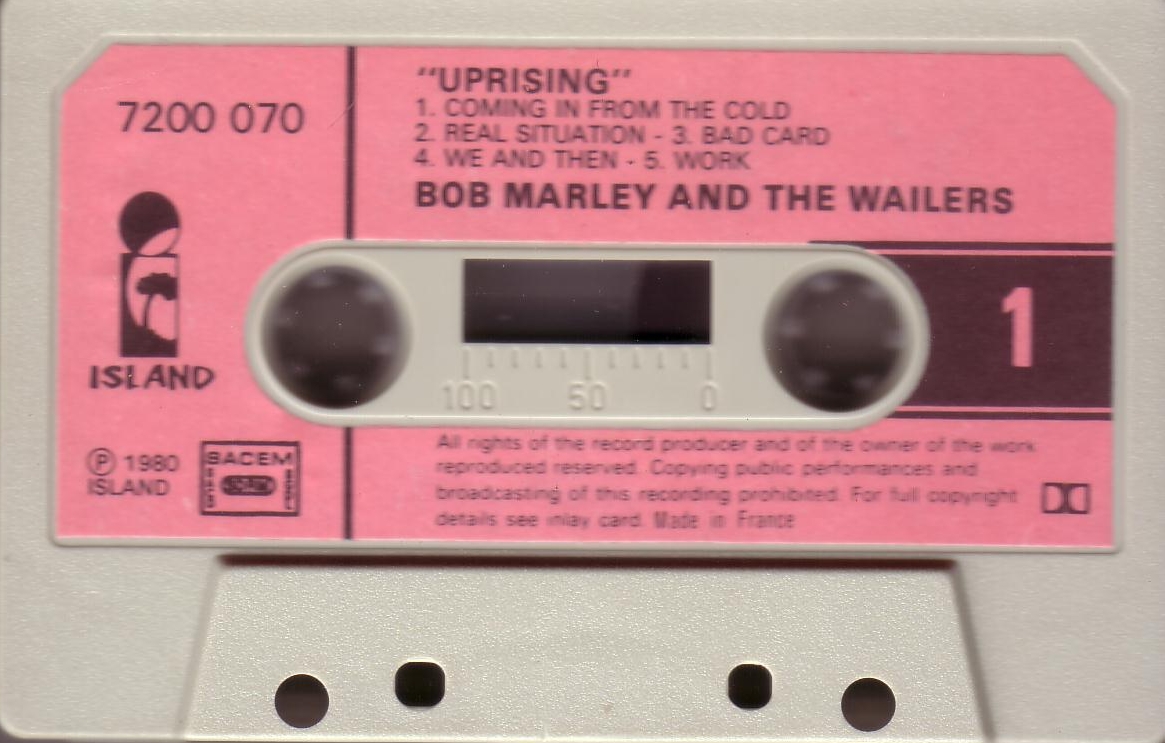 7200 070
"UPRISING"
1. COMING IN FROM THE COLD
2. REAL SITUATION - 3. BAD CARD
4. WE AND THEN - 5. WORK
BOB MARLEY AND THE WAILERS
ISLAND
1
100 50 0
Ⓟ 1980
ISLAND
SACEM
All rights of the record producer and of the owner of the work
reproduced reserved. Copying public performances and
broadcasting of this recording prohibited. For full copyright
details see inlay card. Made in France